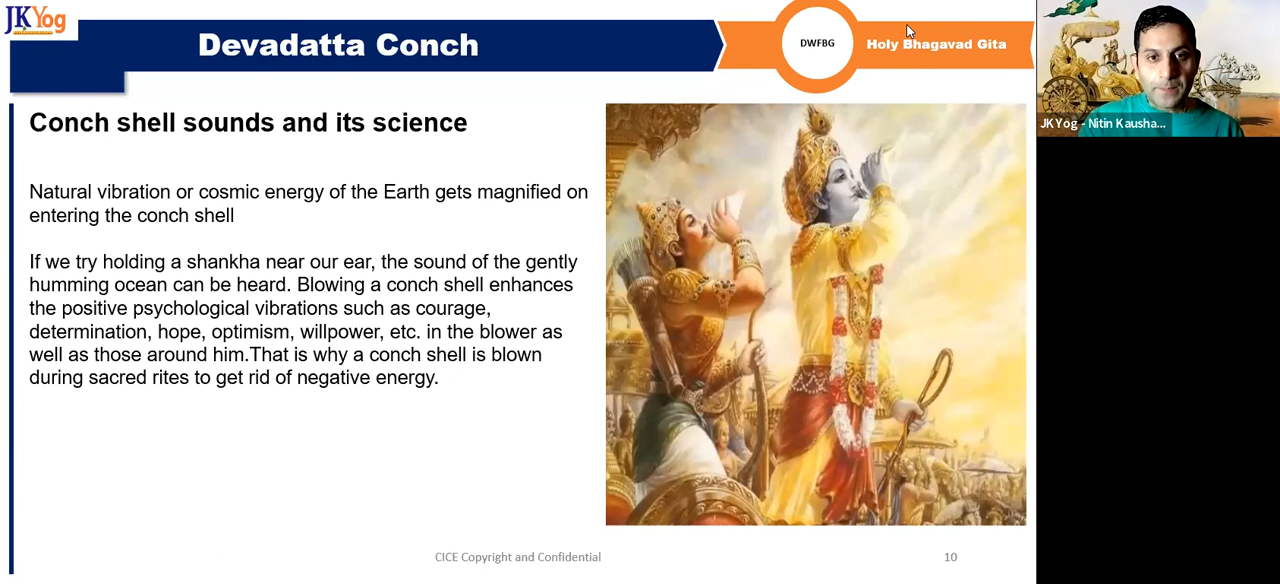 JKYog
Devadatta Conch
DWFBG
Holy Bhagavad Gita
JKYog - Nitin Kausha...
Conch shell sounds and its science
Natural vibration or cosmic energy of the Earth gets magnified on
entering the conch shell
If we try holding a shankha near our ear, the sound of the gently
humming ocean can be heard. Blowing a conch shell enhances
the positive psychological vibrations such as courage,
determination, hope, optimism, willpower, etc. in the blower as
well as those around him.That is why a conch shell is blown
during sacred rites to get rid of negative energy.
CICE Copyright and Confidential
10